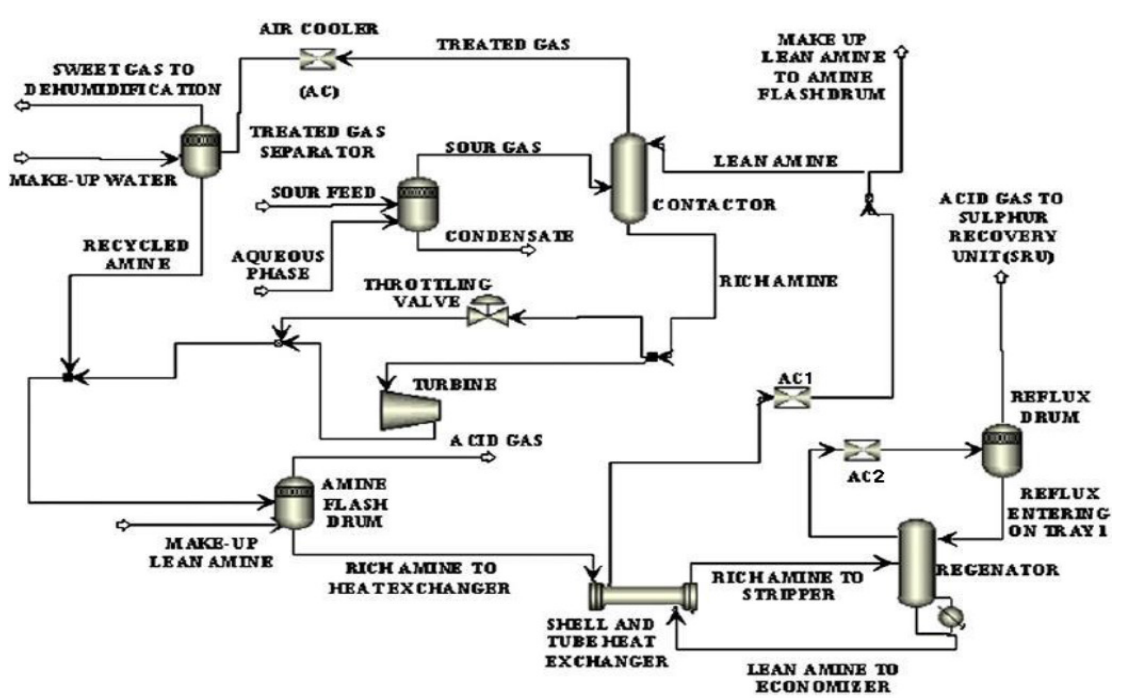 AIR COOLER
(AC)
TREATED GAS
MAKE UP
LEAN AMINE
TO AMINE
FLASHDRUM
SWEET GAS TO
DEHUMIDIFICATION
TREATED GAS
SEPARATOR
MAKE-UP WATER
SOUR GAS
LEAN AMINE
SOUR FEED
CONTACTOR
ACID GAS TO
SULPHUR
RECOVERY
UNIT(SRU)
RECYCLED
AMINE
AQUEOUS
PHASE
CONDENSATE
THROTTLING
VALVE
RICH AMINE
TURBINE
AC1
REFLUX
DRUM
ACID GAS
AC2
AMINE
FLASH
DRUM
REFLUX
ENTERING
ON TRAY 1
MAKE-UP
LEAN AMINE
RICH AMINE TO
HEAT EXCHANGER
RICH AMINE TO
STRIPPER
REGENATOR
SHELL AND
TUBE HEAT
EXCHANGER
LEAN AMINE TO
ECONOMIZER